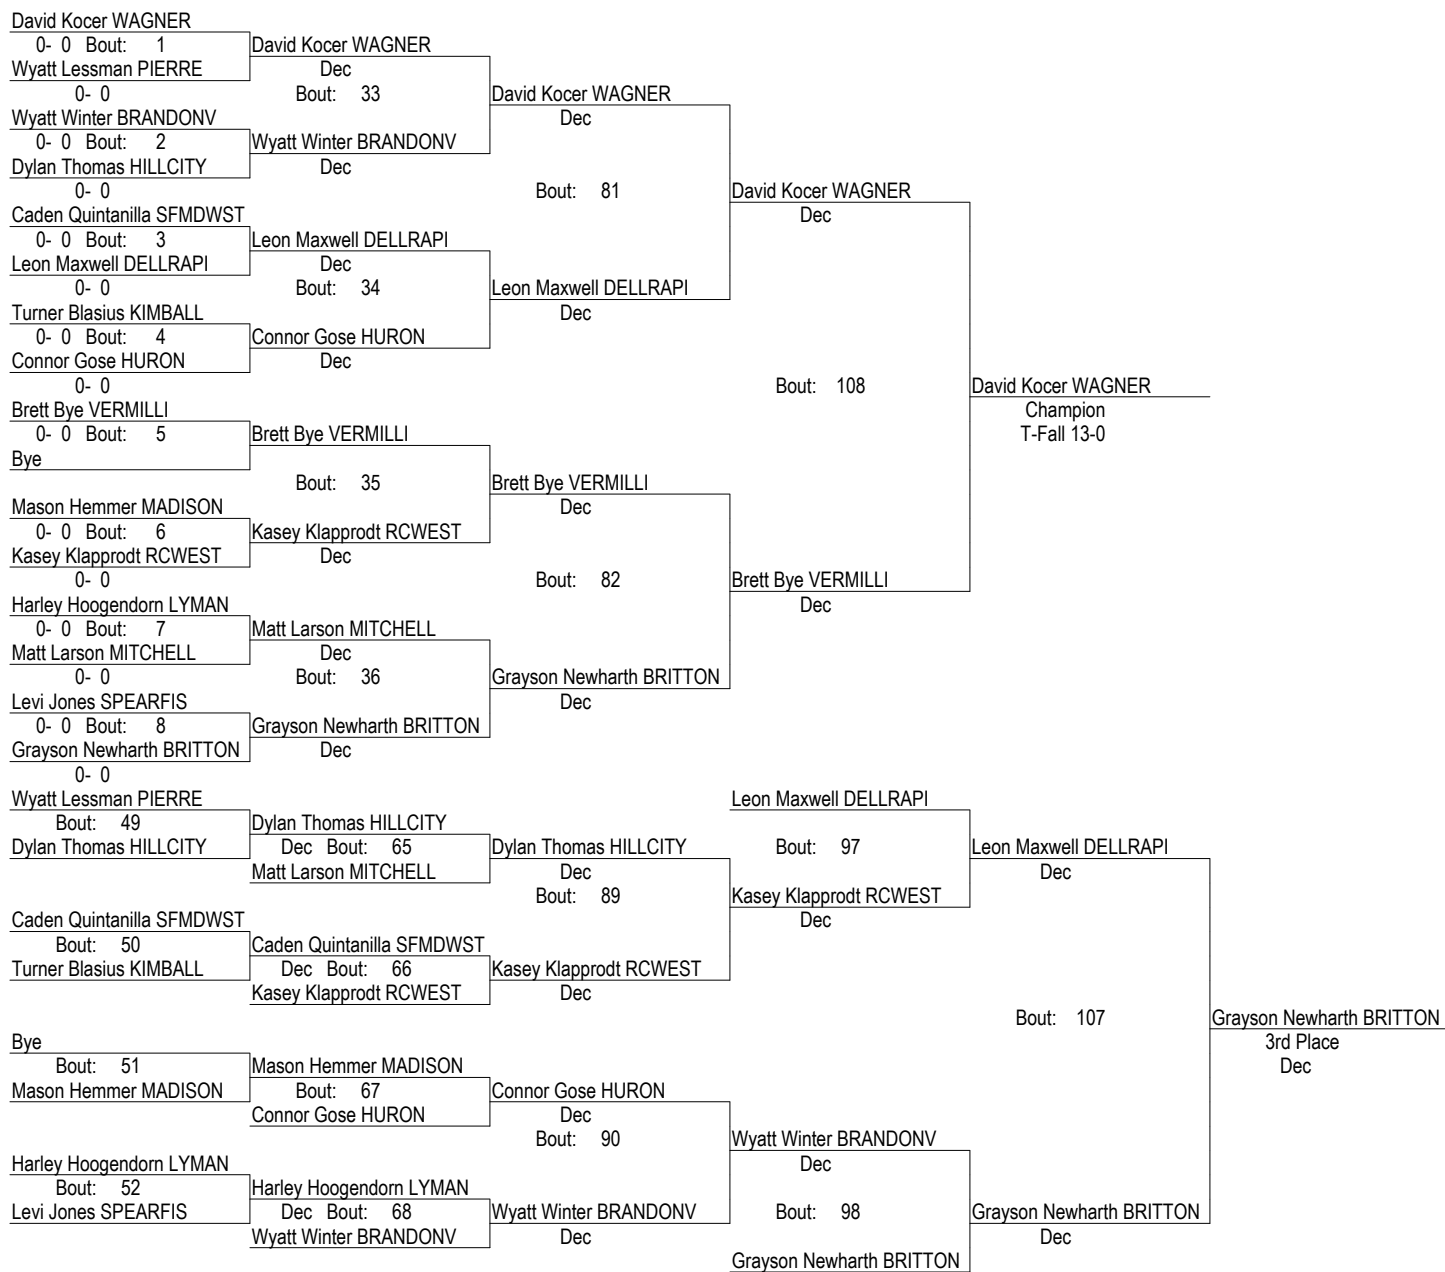 David Kocer WAGNER
0- 0 Bout: 1
Wyatt Lessman PIERRE
0- 0
Wyatt Winter BRANDONV
0- 0 Bout: 2
Dylan Thomas HILLCITY
0- 0
Caden Quintanilla SFMDWST
0- 0 Bout: 3
Leon Maxwell DELLRAPI
0- 0
Turner Blasius KIMBALL
0- 0 Bout: 4
Connor Gose HURON
0- 0
Brett Bye VERMILLI
0- 0 Bout: 5
Bye
Mason Hemmer MADISON
0- 0 Bout: 6
Kasey Klapprodt RCWEST
0- 0
Harley Hoogendorn LYMAN
0- 0 Bout: 7
Matt Larson MITCHELL
0- 0
Levi Jones SPEARFIS
0- 0 Bout: 8
Grayson Newharth BRITTON
0- 0
David Kocer WAGNER
Dec
Bout: 33
Wyatt Winter BRANDONV
Dec
Leon Maxwell DELLRAPI
Dec
Bout: 34
Connor Gose HURON
Dec
Brett Bye VERMILLI
Bout: 35
Kasey Klapprodt RCWEST
Dec
Matt Larson MITCHELL
Dec
Bout: 36
Grayson Newharth BRITTON
Dec
David Kocer WAGNER
Dec
Bout: 81
Leon Maxwell DELLRAPI
Dec
Brett Bye VERMILLI
Dec
Bout: 82
Grayson Newharth BRITTON
Dec
David Kocer WAGNER
Dec
Bout: 108
Brett Bye VERMILLI
Dec
David Kocer WAGNER
Champion
T-Fall 13-0
Wyatt Lessman PIERRE
Bout: 49
Dylan Thomas HILLCITY
Caden Quintanilla SFMDWST
Bout: 50
Turner Blasius KIMBALL
Bye
Bout: 51
Mason Hemmer MADISON
Harley Hoogendorn LYMAN
Bout: 52
Levi Jones SPEARFIS
Dylan Thomas HILLCITY
Dec Bout: 65
Matt Larson MITCHELL
Caden Quintanilla SFMDWST
Dec Bout: 66
Kasey Klapprodt RCWEST
Mason Hemmer MADISON
Bout: 67
Connor Gose HURON
Harley Hoogendorn LYMAN
Dec Bout: 68
Wyatt Winter BRANDONV
Dylan Thomas HILLCITY
Dec
Bout: 89
Kasey Klapprodt RCWEST
Dec
Connor Gose HURON
Dec
Bout: 90
Wyatt Winter BRANDONV
Dec
Leon Maxwell DELLRAPI
Bout: 97
Kasey Klapprodt RCWEST
Dec
Wyatt Winter BRANDONV
Dec
Bout: 98
Grayson Newharth BRITTON
Leon Maxwell DELLRAPI
Dec
Bout: 107
Grayson Newharth BRITTON
Dec
Grayson Newharth BRITTON
3rd Place
Dec